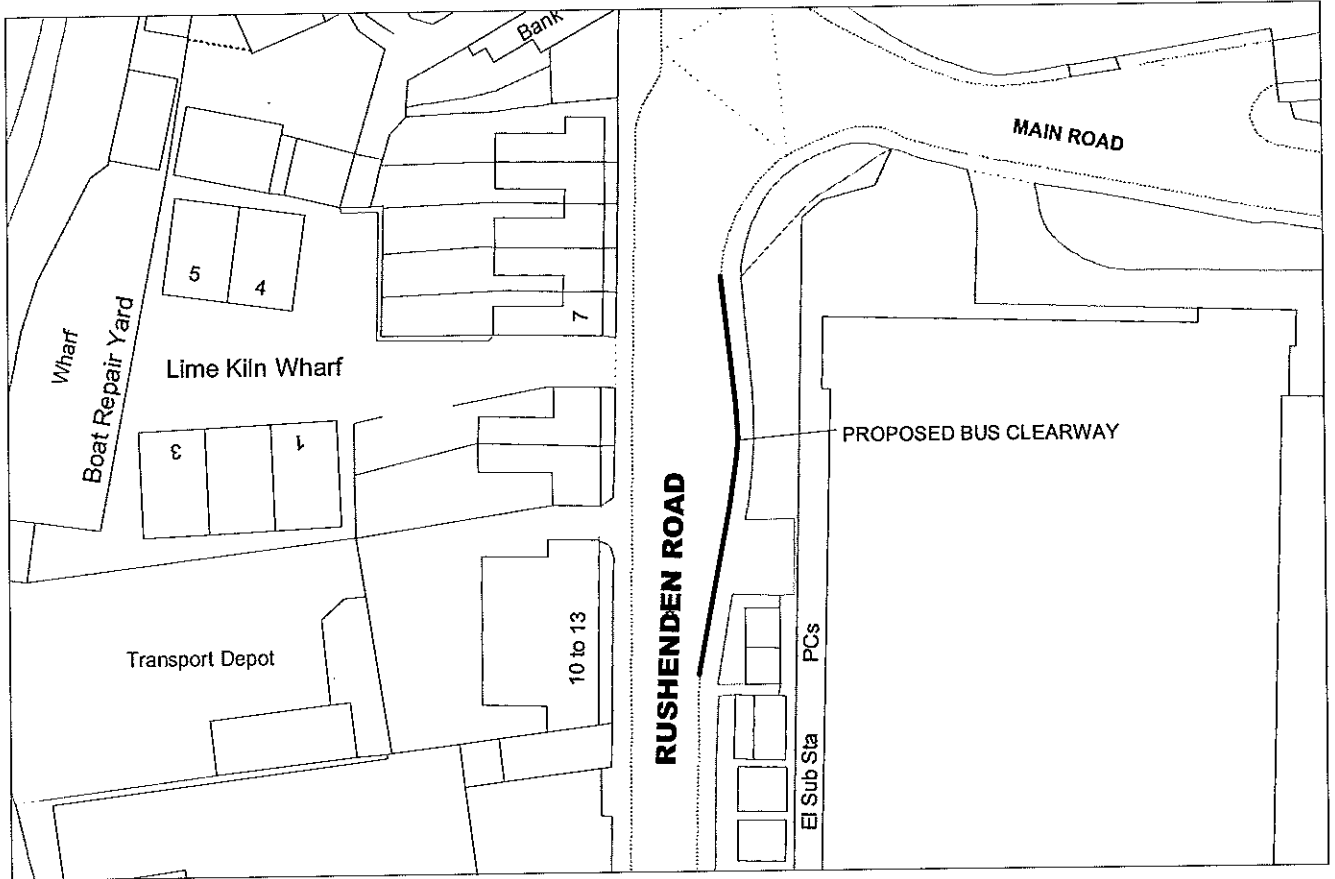 Bank
MAIN ROAD
5
4
7
Wharf
Boat Repair Yard
Lime Kiln Wharf
PROPOSED BUS CLEARWAY
3
1
RUSHENDEN ROAD
10 to 13
Transport Depot
PCs
El Sub Sta